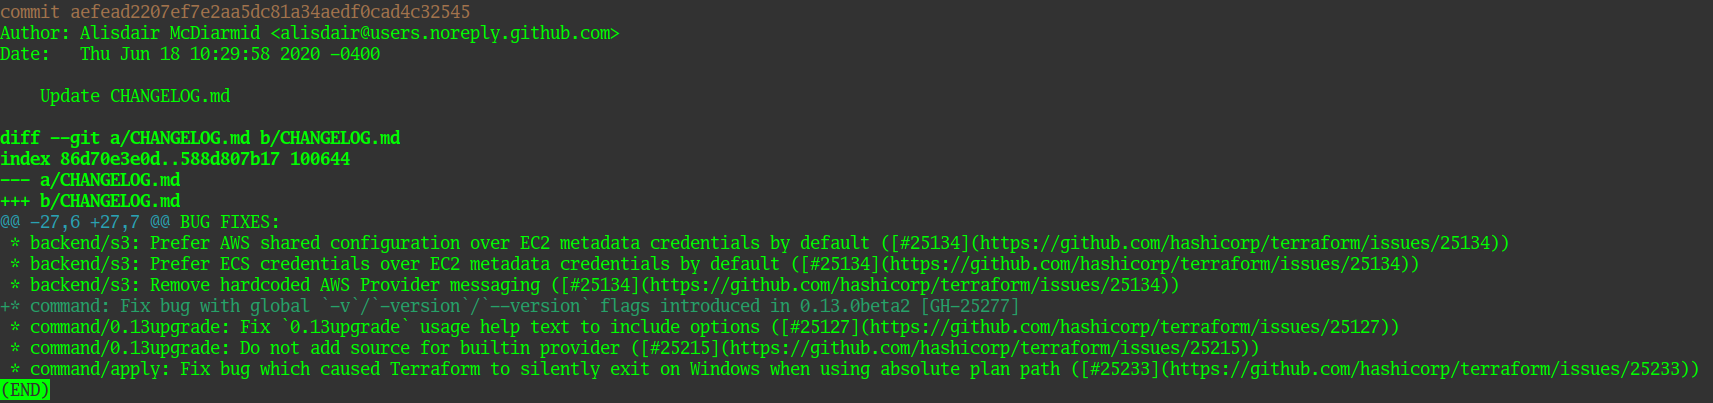 commit aefead2207ef7e2aa5dc81a34aedf0cad4c32545
Author: Alisdair McDiarmid <alisdair@users.noreply.github.com>
Date:   Thu Jun 18 10:29:58 2020 -0400

    Update CHANGELOG.md

diff --git a/CHANGELOG.md b/CHANGELOG.md
index 86d70e3e0d..588d807b17 100644
--- a/CHANGELOG.md
+++ b/CHANGELOG.md
@@ -27,6 +27,7 @@ BUG FIXES:
 * backend/s3: Prefer AWS shared configuration over EC2 metadata credentials by default ([#25134](https://github.com/hashicorp/terraform/issues/25134))
 * backend/s3: Prefer ECS credentials over EC2 metadata credentials by default ([#25134](https://github.com/hashicorp/terraform/issues/25134))
 * backend/s3: Remove hardcoded AWS Provider messaging ([#25134](https://github.com/hashicorp/terraform/issues/25134))
+* command: Fix bug with global `-v`/`-version`/`--version` flags introduced in 0.13.0beta2 [GH-25277]
 * command/0.13upgrade: Fix `0.13upgrade` usage help text to include options ([#25127](https://github.com/hashicorp/terraform/issues/25127))
 * command/0.13upgrade: Do not add source for builtin provider ([#25215](https://github.com/hashicorp/terraform/issues/25215))
 * command/apply: Fix bug which caused Terraform to silently exit on Windows when using absolute plan path ([#25233](https://github.com/hashicorp/terraform/issues/25233))
(END)